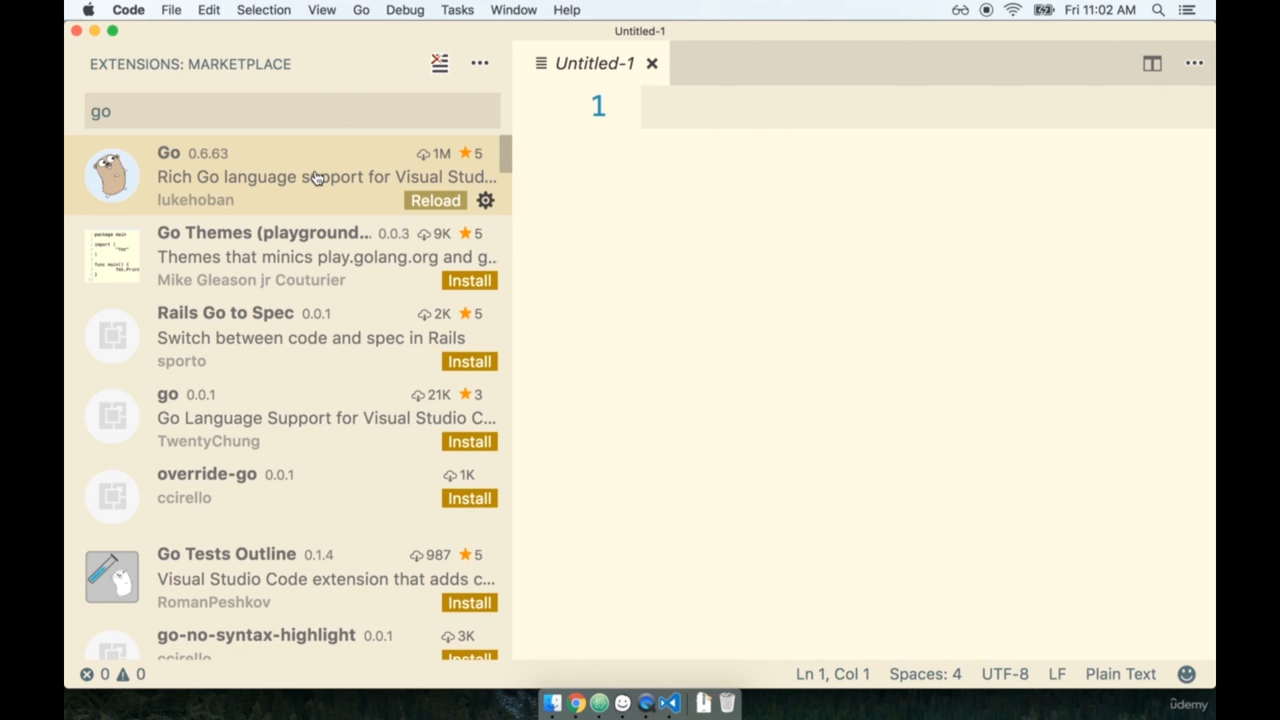 Code File Edit Selection View Go Debug Tasks Window Help Fri 11:02 AM
Untitled-1
EXTENSIONS: MARKETPLACE
Untitled-1
go
1
Go 0.6.63 1M 5
Rich Go language support for Visual Stud...
lukehoban Reload
Go Themes (playground... 0.0.3 9K 5
Themes that minics play.golang.org and g...
Mike Gleason jr Couturier Install
Rails Go to Spec 0.0.1 2K 5
Switch between code and spec in Rails
sporto Install
go 0.0.1 21K 3
Go Language Support for Visual Studio C...
TwentyChung Install
override-go 0.0.1 1K
ccirello Install
Go Tests Outline 0.1.4 987 5
Visual Studio Code extension that adds c...
RomanPeshkov Install
go-no-syntax-highlight 0.0.1 3K
ccirello Install
0 0 Ln 1, Col 1 Spaces: 4 UTF-8 LF Plain Text
udemy